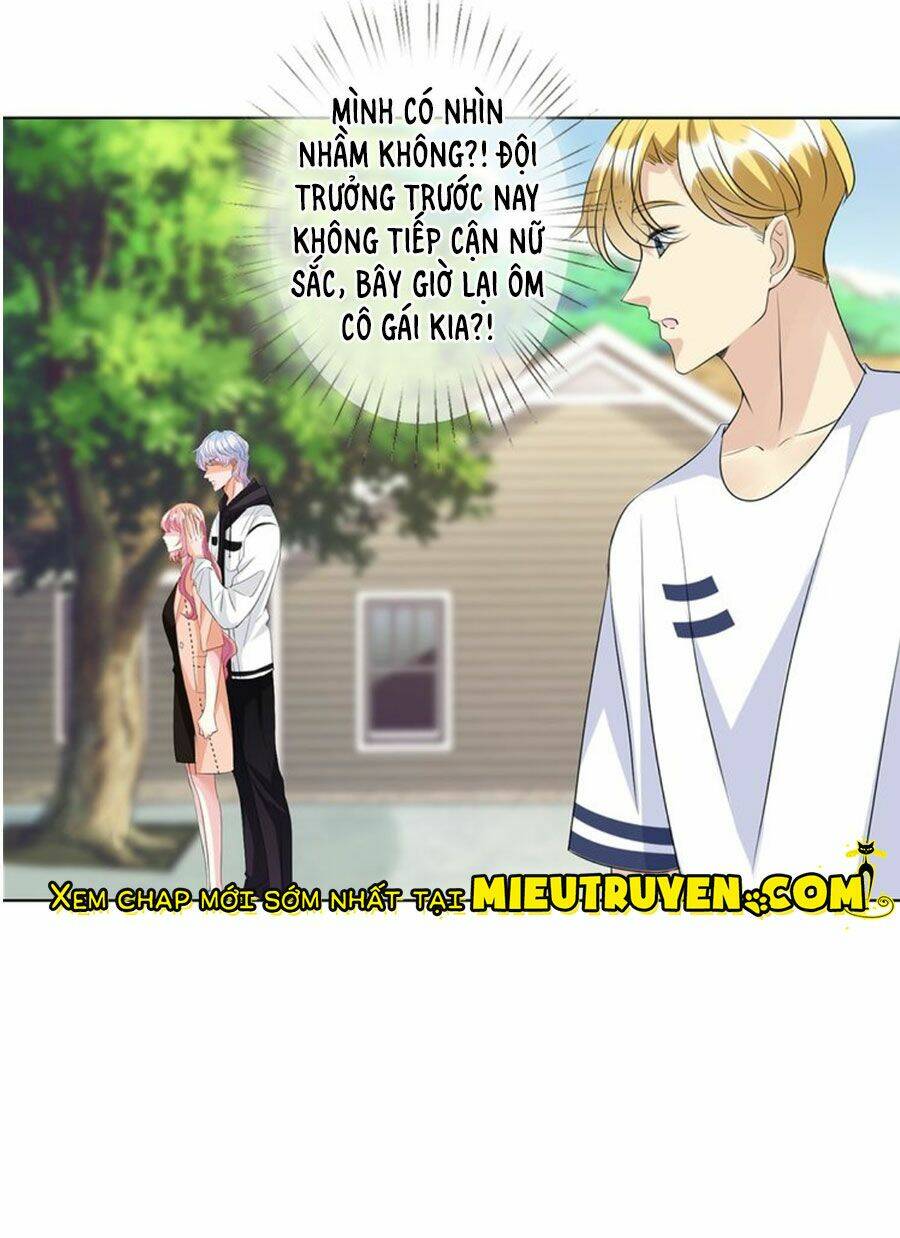 MÌNH CÓ NHÌN
NHẦM KHÔNG?! ĐỘI
TRƯỞNG TRƯỚC NAY
KHÔNG TIẾP CẬN NỮ
SẮC, BÂY GIỜ LẠI ÔM
CÔ GÁI KIA?!
XEM CHAP MỚI SỚM NHẤT TẠI MIEUTRUYEN.COM